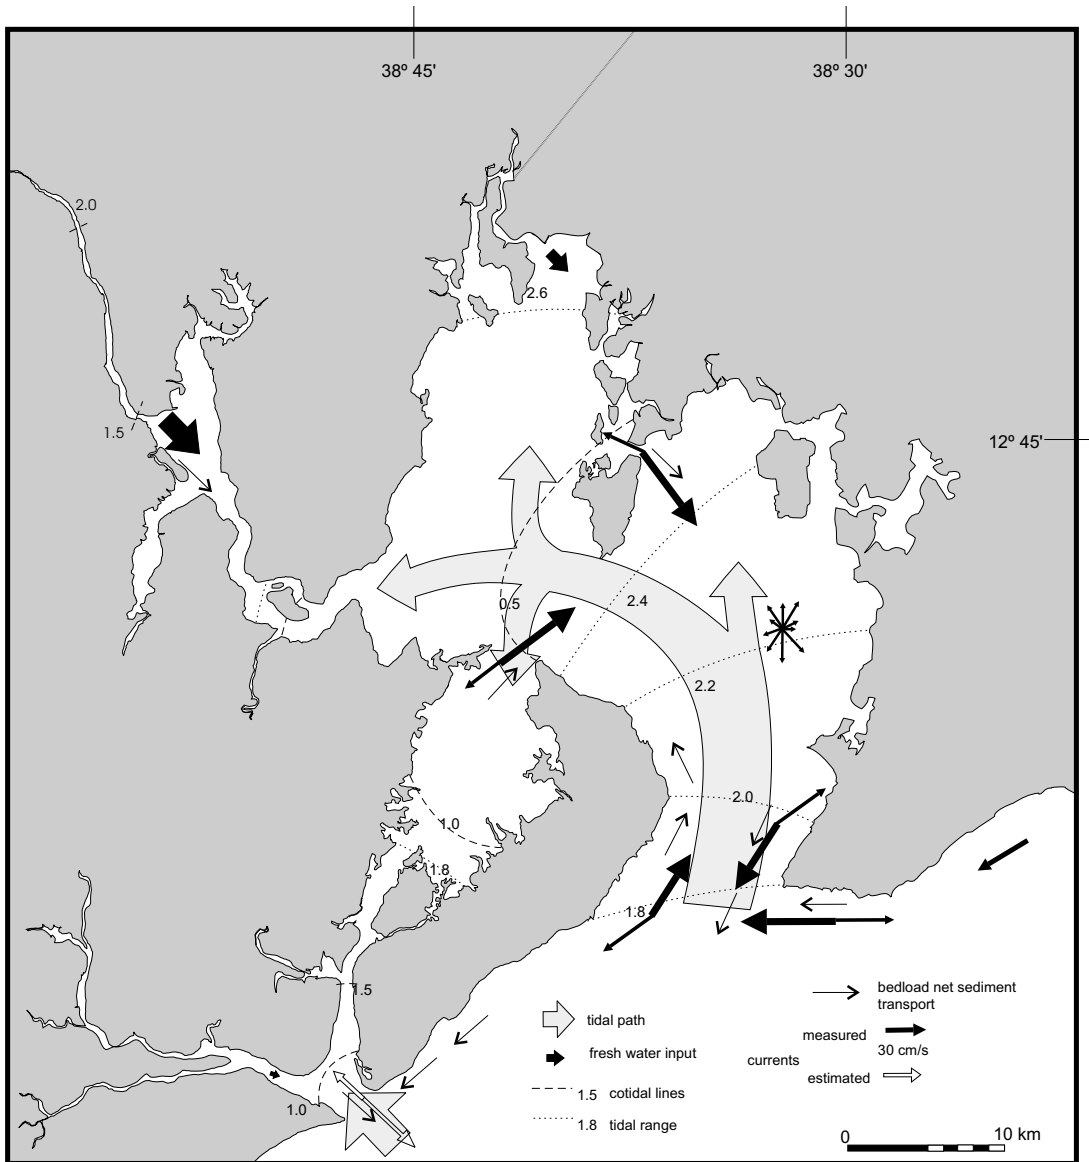 38º 45'
38º 30'
2.0
2.6
1.5
12º 45'
0.5
2.4
2.2
2.0
1.0
1.8
1.8
1.5
1.0
bedload net sediment
transport
tidal path
measured
30 cm/s
fresh water input
currents
estimated
1.5 cotidal lines
1.8 tidal range
0
10 km